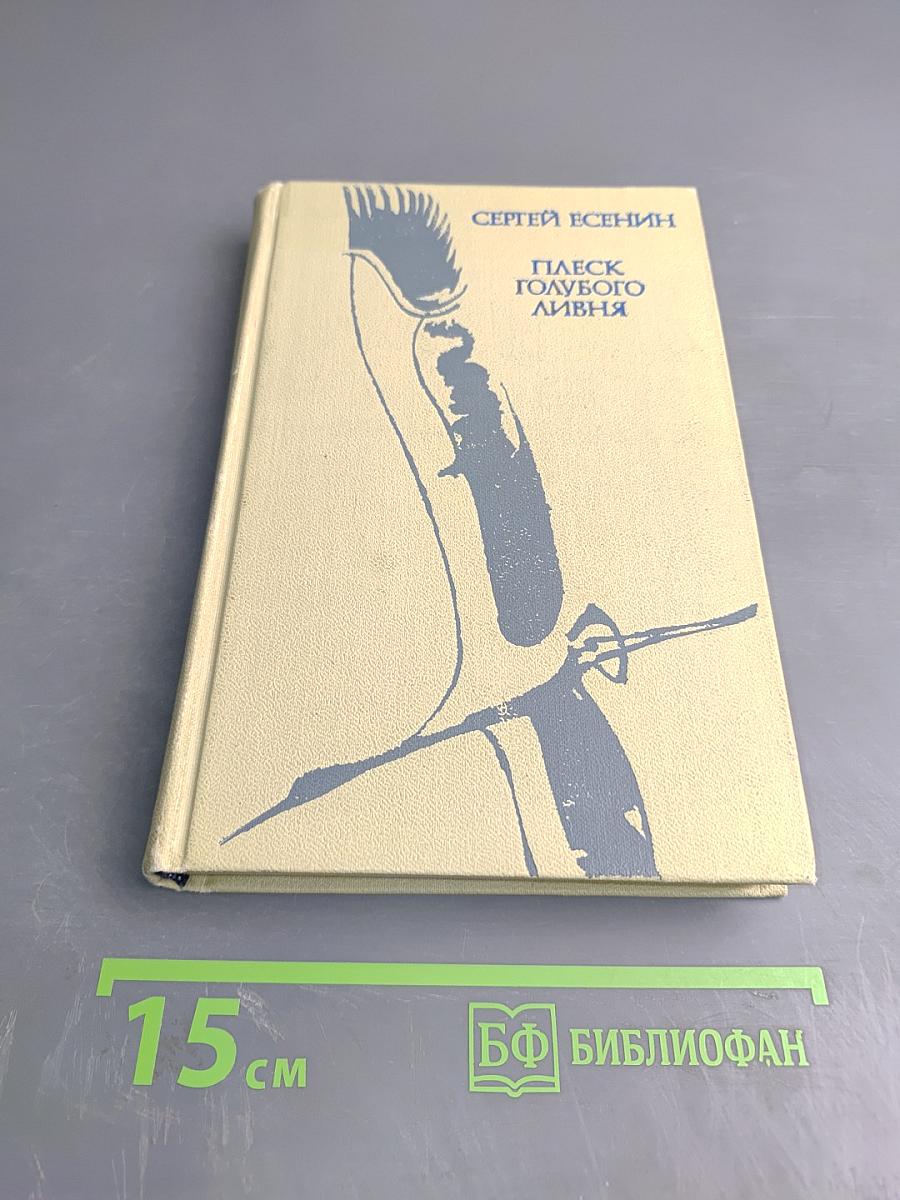 СЕРГЕЙ ЕСЕНИН
ПЛЕСК
ГОЛУБОГО
ЛИВНЯ
15 см
БФ БИБЛИОФАН